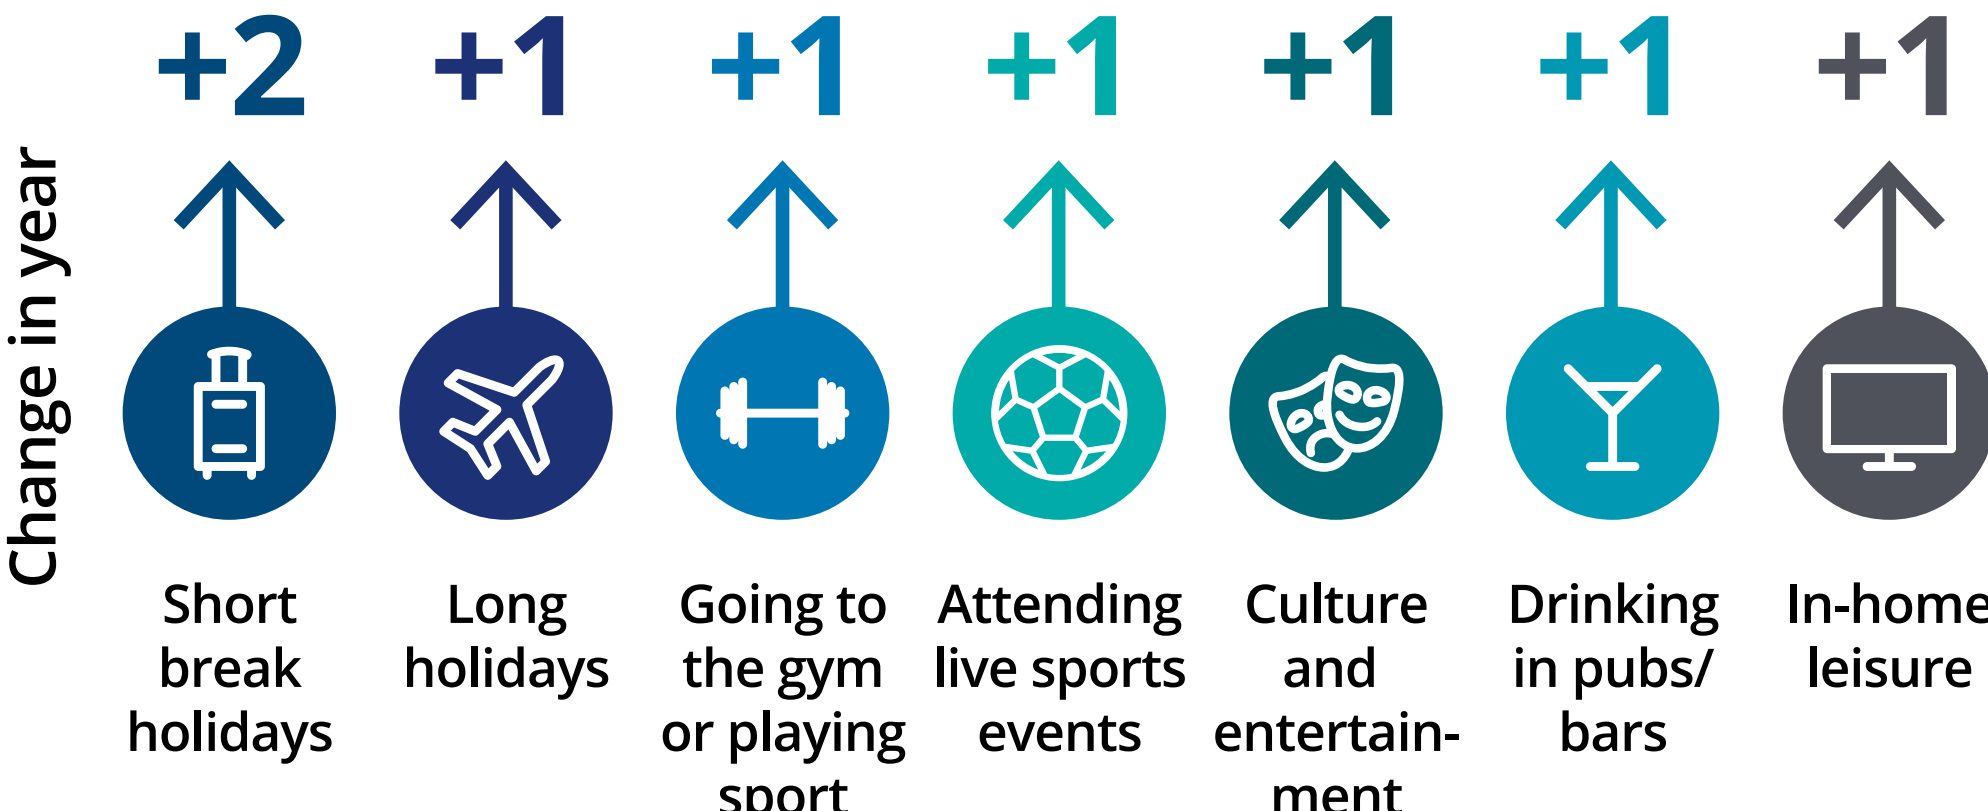 +2
+1
+1
+1
+1
+1
+1
Change in year
Short
break
holidays
Long
holidays
Going to
the gym
or playing
sport
Attending
live sports
events
Culture
and
entertain-
ment
Drinking
in pubs/
bars
In-home
leisure